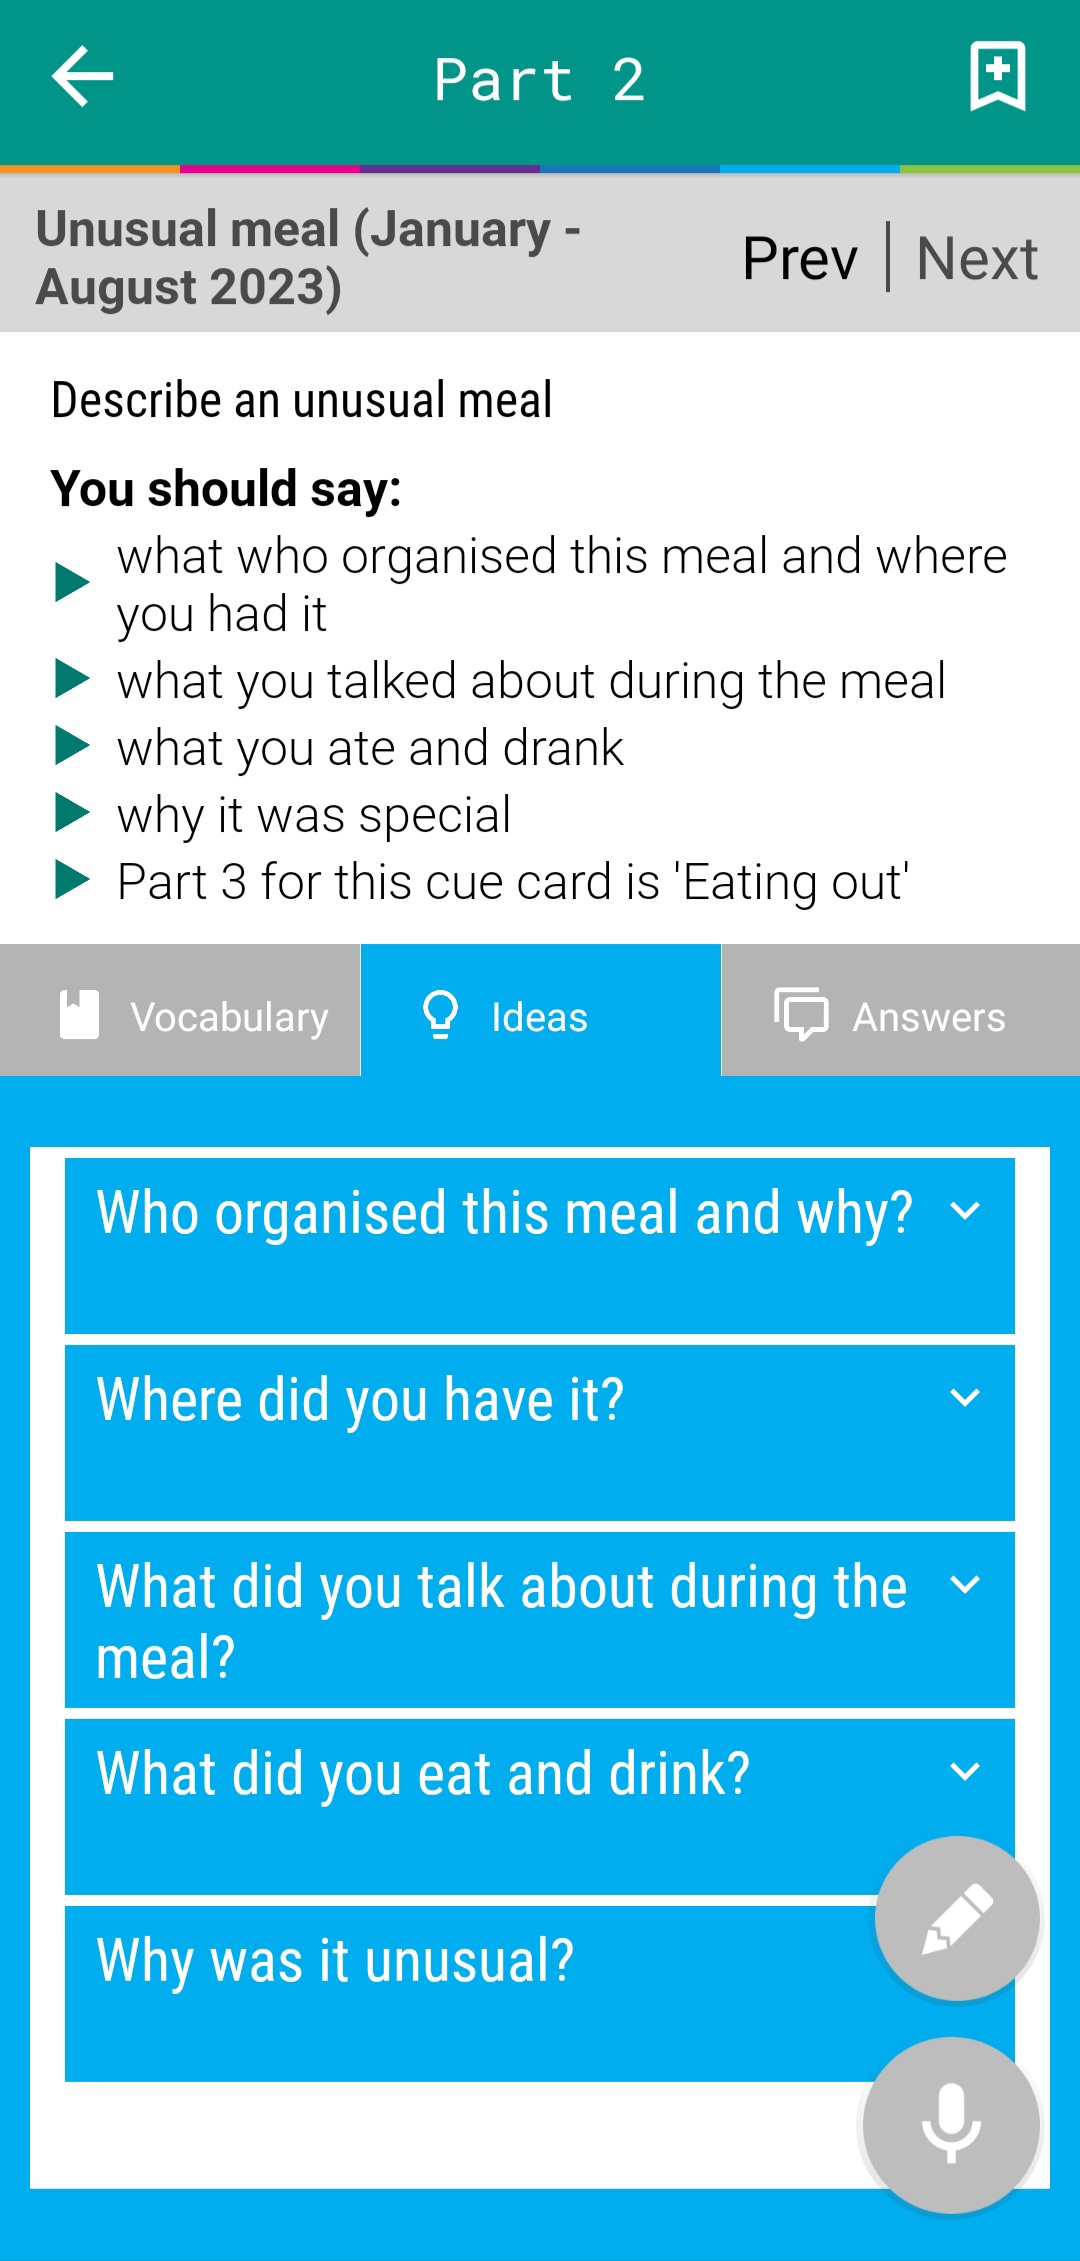 Part 2
Unusual meal (January -
August 2023)
Prev | Next
Describe an unusual meal
You should say:
what who organised this meal and where
you had it
what you talked about during the meal
what you ate and drank
why it was special
Part 3 for this cue card is 'Eating out'
Vocabulary
Ideas
Answers
Who organised this meal and why?
Where did you have it?
What did you talk about during the
meal?
What did you eat and drink?
Why was it unusual?